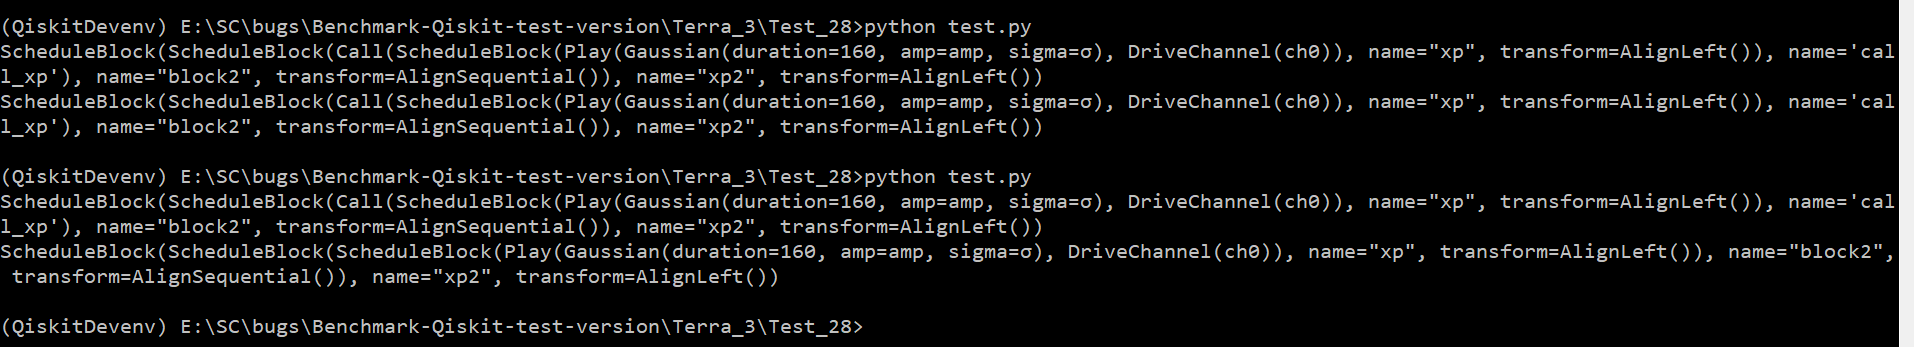 (QiskitDevenv) E:\SC\bugs\Benchmark-Qiskit-test-version\Terra_3\Test_28>python test.py
ScheduleBlock(ScheduleBlock(Call(ScheduleBlock(Play(Gaussian(duration=160, amp=amp, sigma=σ), DriveChannel(ch0)), name="xp", transform=AlignLeft()), name='cal
l_xp'), name="block2", transform=AlignSequential()), name="xp2", transform=AlignLeft())
ScheduleBlock(ScheduleBlock(Call(ScheduleBlock(Play(Gaussian(duration=160, amp=amp, sigma=σ), DriveChannel(ch0)), name="xp", transform=AlignLeft()), name='cal
l_xp'), name="block2", transform=AlignSequential()), name="xp2", transform=AlignLeft())
(QiskitDevenv) E:\SC\bugs\Benchmark-Qiskit-test-version\Terra_3\Test_28>python test.py
ScheduleBlock(ScheduleBlock(Call(ScheduleBlock(Play(Gaussian(duration=160, amp=amp, sigma=σ), DriveChannel(ch0)), name="xp", transform=AlignLeft()), name='cal
l_xp'), name="block2", transform=AlignSequential()), name="xp2", transform=AlignLeft())
ScheduleBlock(ScheduleBlock(ScheduleBlock(Play(Gaussian(duration=160, amp=amp, sigma=σ), DriveChannel(ch0)), name="xp", transform=AlignLeft()), name="block2",
 transform=AlignSequential()), name="xp2", transform=AlignLeft())
(QiskitDevenv) E:\SC\bugs\Benchmark-Qiskit-test-version\Terra_3\Test_28>